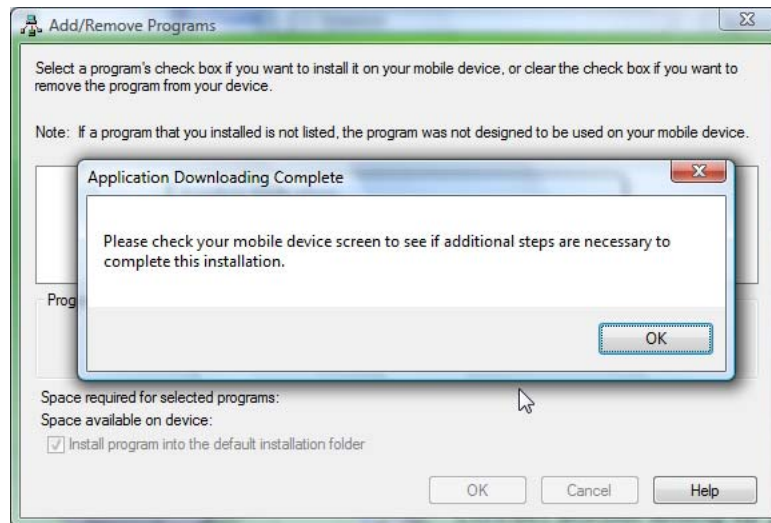 Add/Remove Programs
Select a program's check box if you want to install it on your mobile device, or clear the check box if you want to
remove the program from your device.
Note: If a program that you installed is not listed, the program was not designed to be used on your mobile device.
Application Downloading Complete
Please check your mobile device screen to see if additional steps are necessary to
complete this installation.
OK
Space required for selected programs:
Space available on device:
Install program into the default installation folder
OK Cancel Help